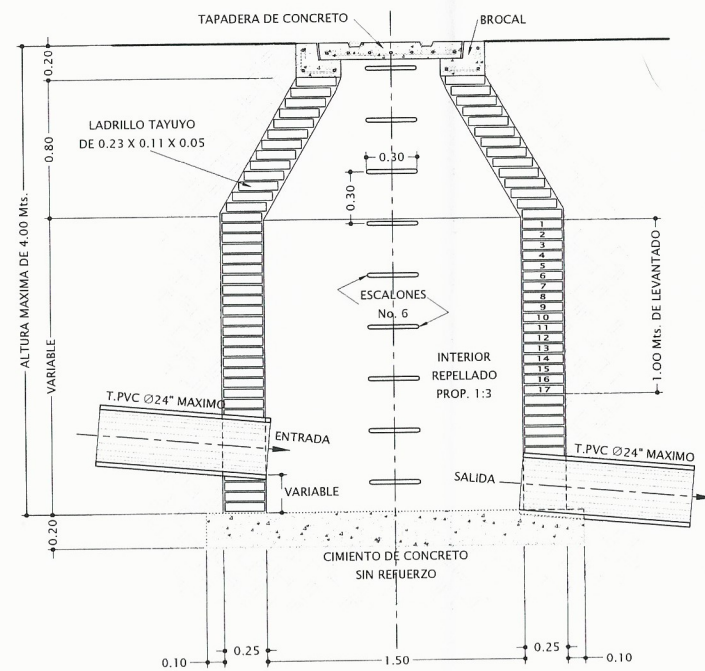 TAPADERA DE CONCRETO
BROCAL
0.20
LADRILLO TAYUYO
DE 0.23 X 0.11 X 0.05
0.80
0.30
0.30
ALTURA MAXIMA DE 4.00 Mts.
VARIABLE
1
2
3
4
5
6
7
8
9
10
11
12
13
14
15
16
17
1.00 Mts. DE LEVANTADO
ESCALONES
No. 6
INTERIOR
REPELLADO
PROP. 1:3
T.PVC Ø24" MAXIMO
ENTRADA
VARIABLE
T.PVC Ø24" MAXIMO
SALIDA
0.20
CIMIENTO DE CONCRETO
SIN REFUERZO
0.25
0.25
0.10
1.50
0.10